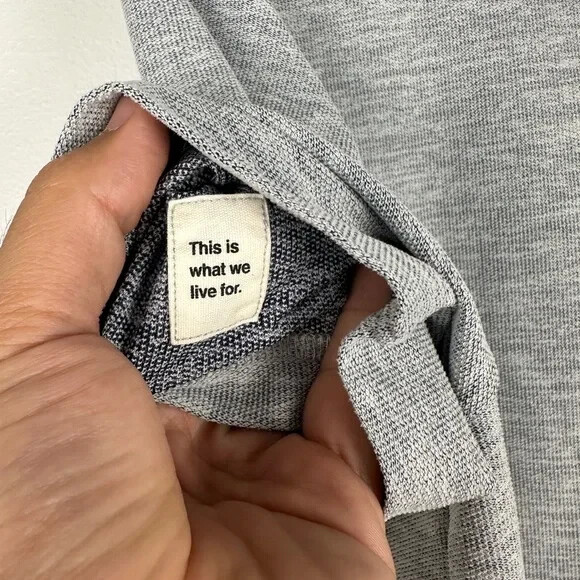 This is
what we
live for.